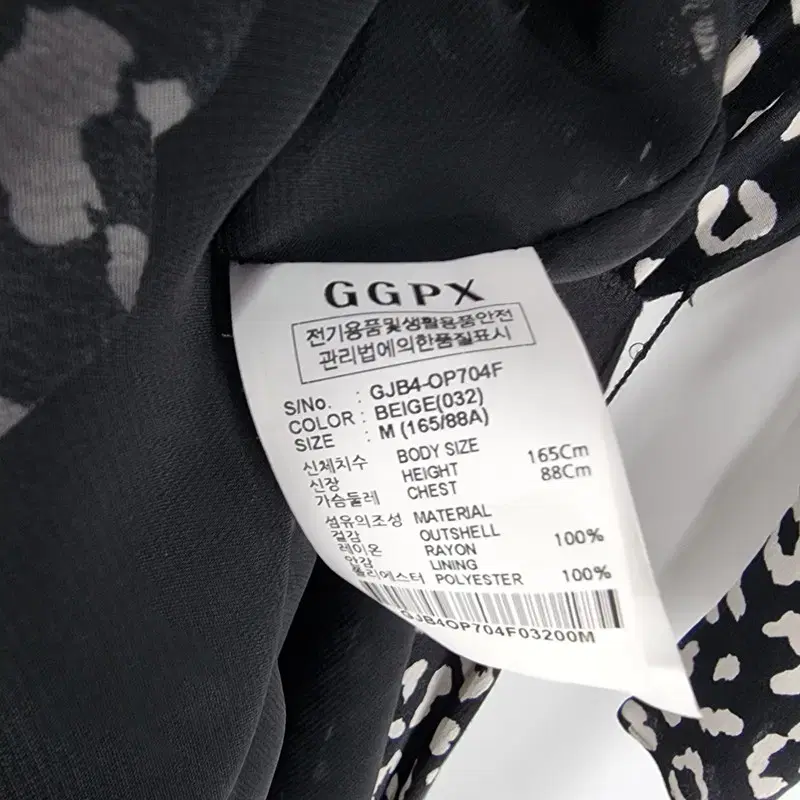 GGPX
전기용품및생활용품안전
관리법에의한품질표시
S/No. : GJB4-OP704F
COLOR : BEIGE(032)
SIZE : M (165/88A)
신체치수 BODY SIZE
신장 HEIGHT 165Cm
가슴둘레 CHEST 88Cm
섬유의조성 MATERIAL
겉감 OUTSHELL
레이온 RAYON 100%
안감 LINING
폴리에스터 POLYESTER 100%
GJB4OP704F03200M